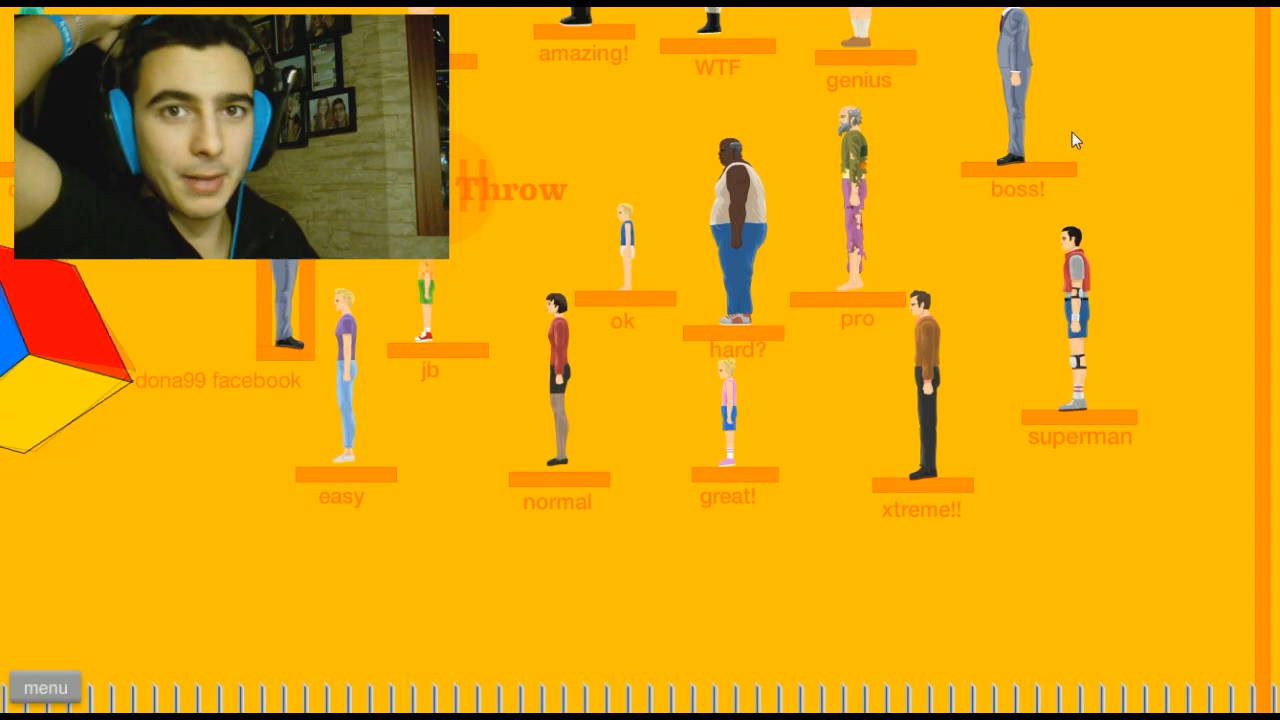 amazing!
WTF
genius
boss!
Throw
ok
pro
hard?
jb
dona99 facebook
superman
easy
normal
great!
xtreme!!
menu